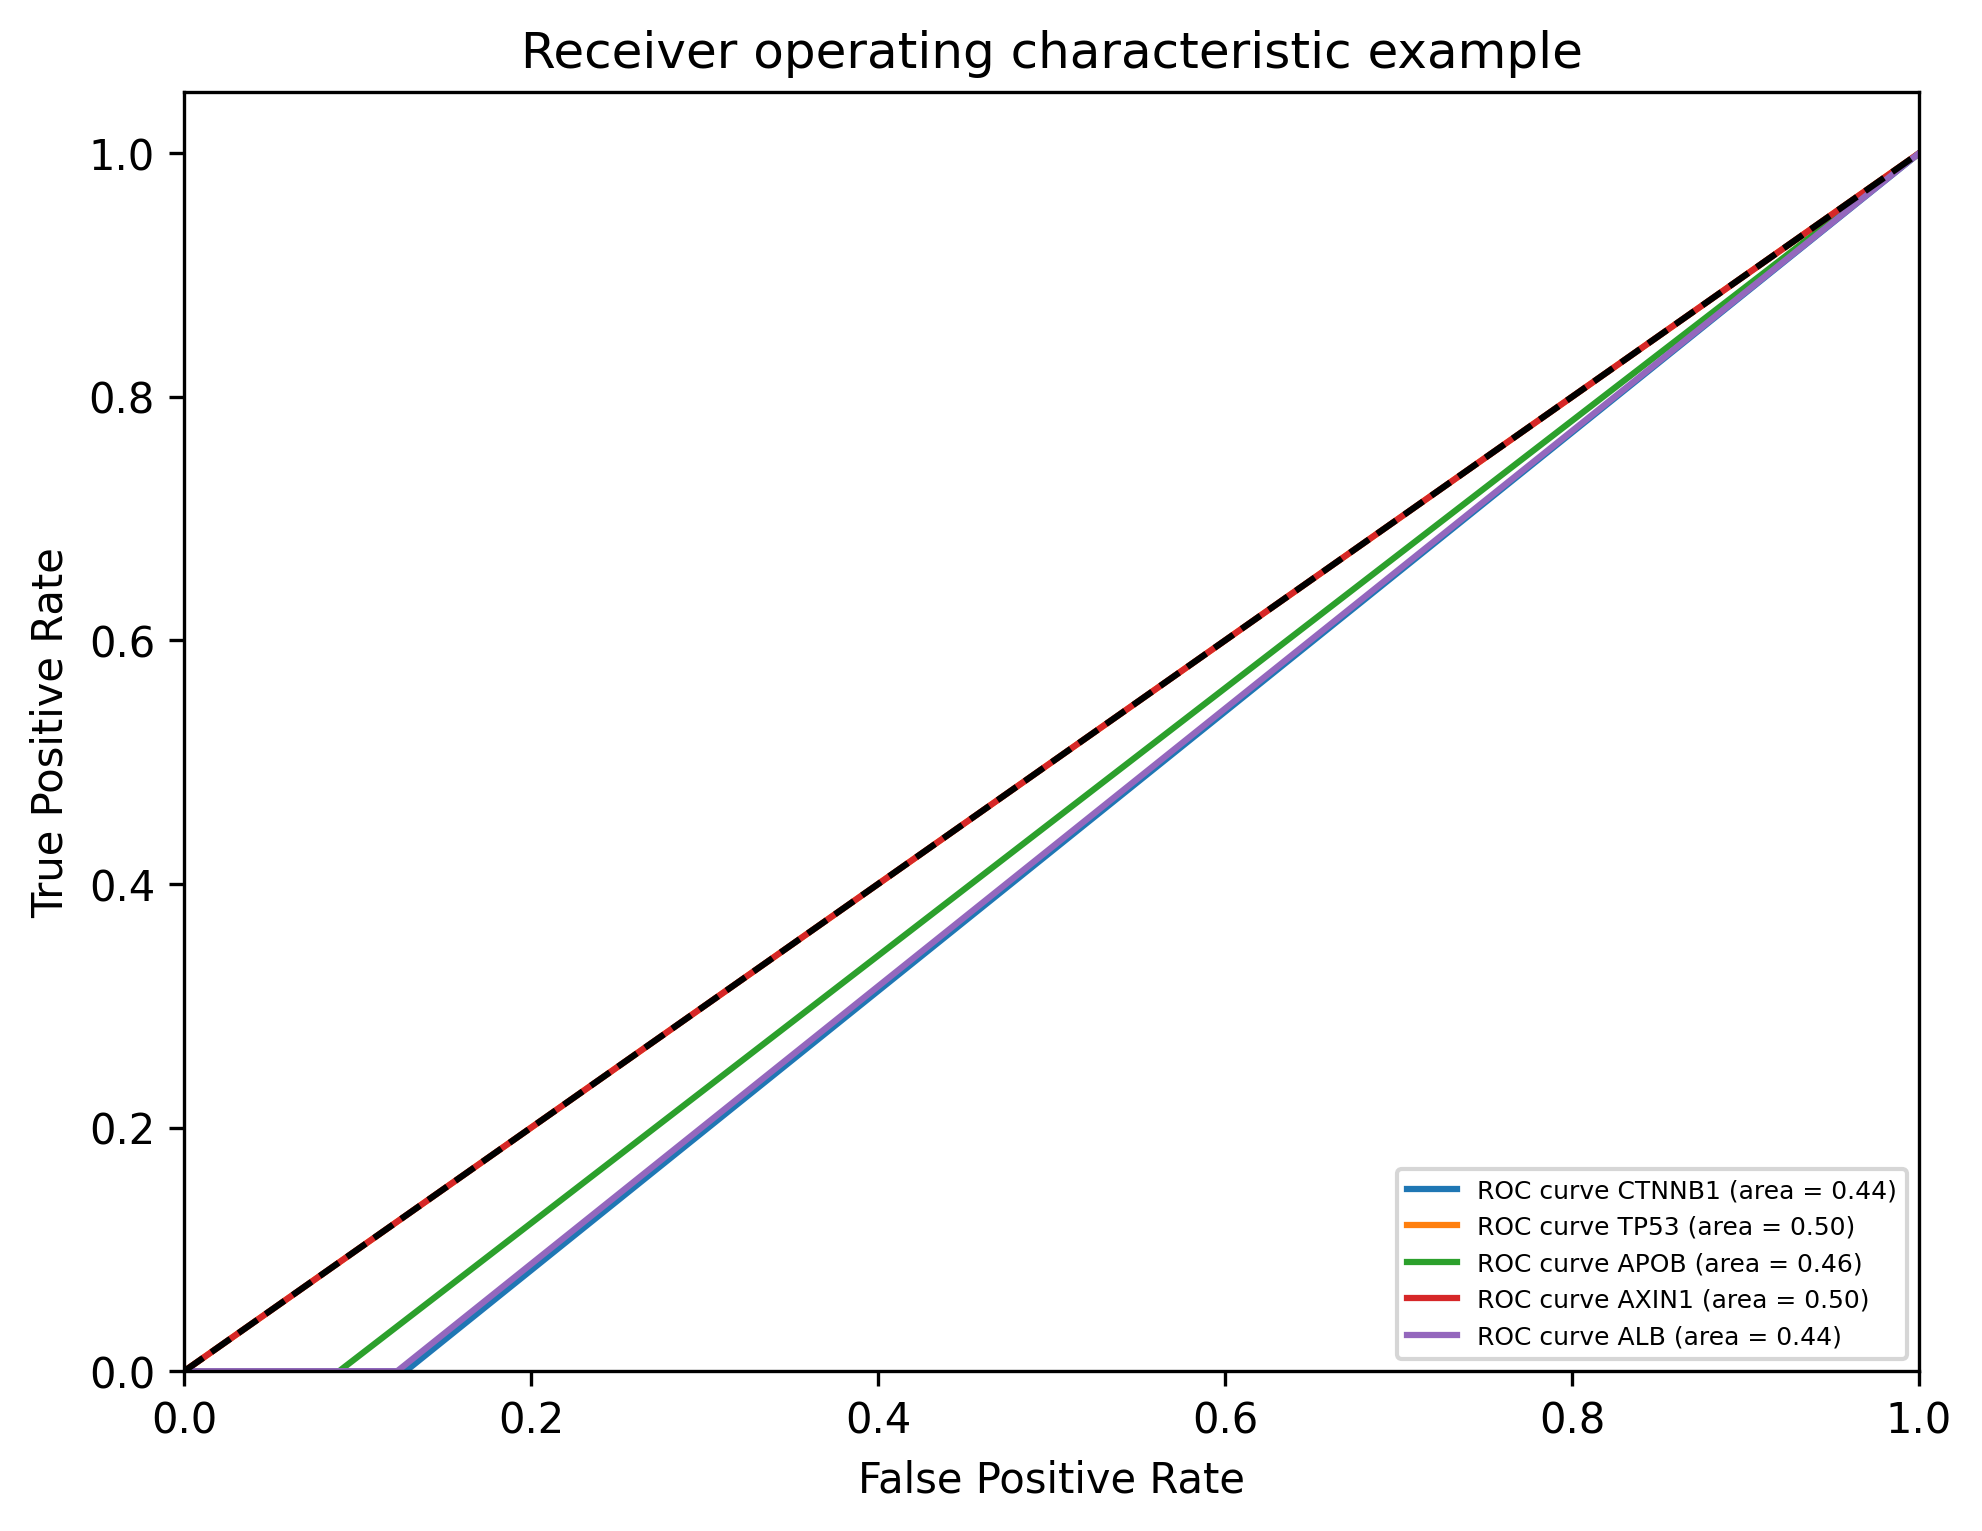 Receiver operating characteristic example
True Positive Rate
1.0
0.8
0.6
0.4
0.2
0.0
0.0 0.2 0.4 0.6 0.8 1.0
False Positive Rate
ROC curve CTNNB1 (area = 0.44)
ROC curve TP53 (area = 0.50)
ROC curve APOB (area = 0.46)
ROC curve AXIN1 (area = 0.50)
ROC curve ALB (area = 0.44)